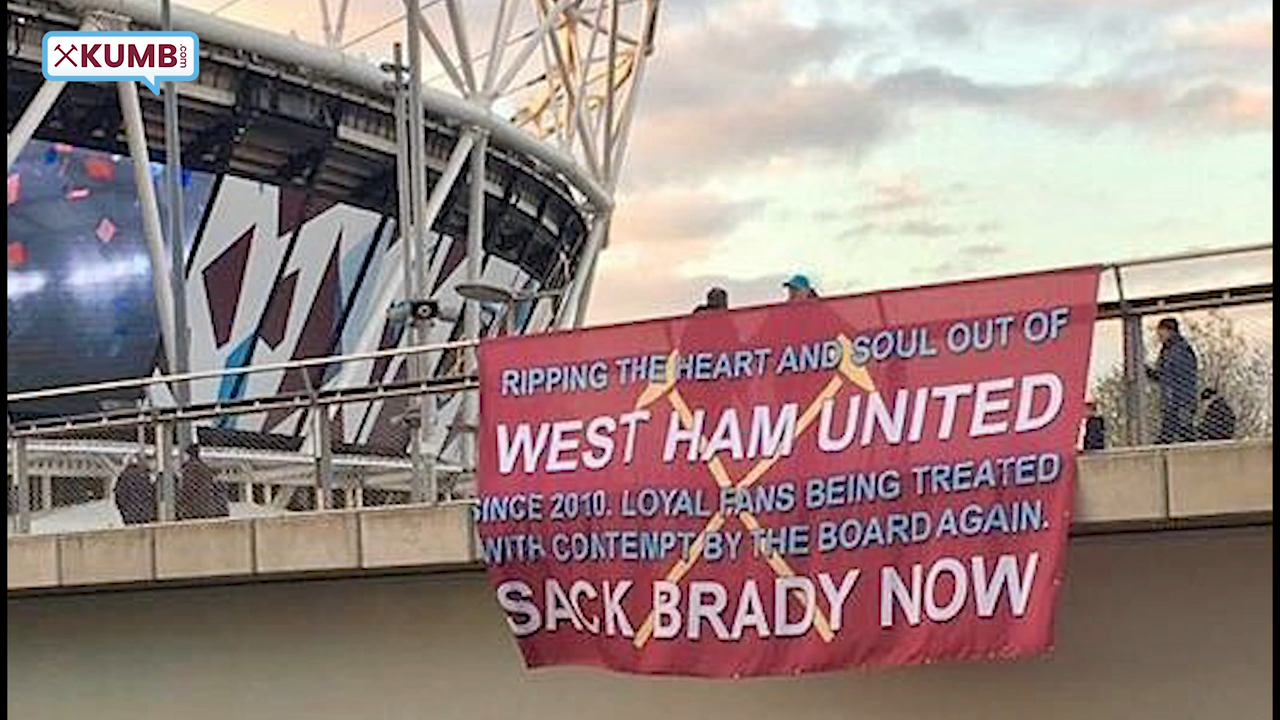 KUMB.com
RIPPING THE HEART AND SOUL OUT OF
WEST HAM UNITED
SINCE 2010. LOYAL FANS BEING TREATED
WITH CONTEMPT BY THE BOARD AGAIN.
SACK BRADY NOW